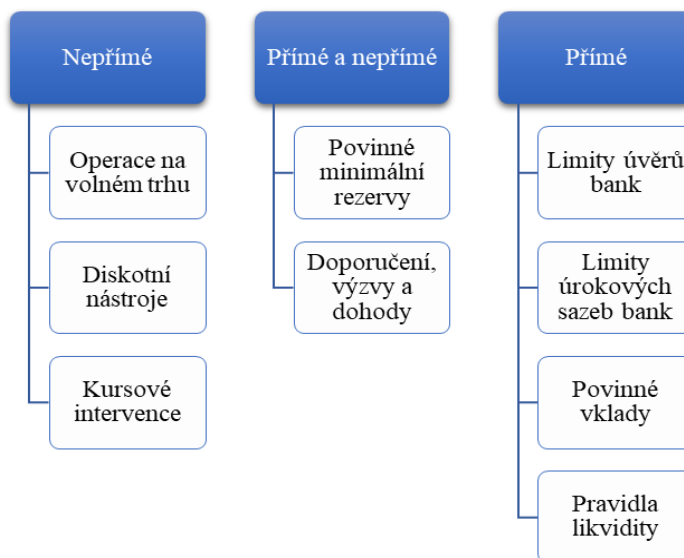 Nepřímé
Operace na
volném trhu
Diskotní
nástroje
Kursové
intervence
Přímé a nepřímé
Povinné
minimální
rezervy
Doporučení,
výzvy a
dohody
Přímé
Limity úvěrů
bank
Limity
úrokových
sazeb bank
Povinné
vklady
Pravidla
likvidity